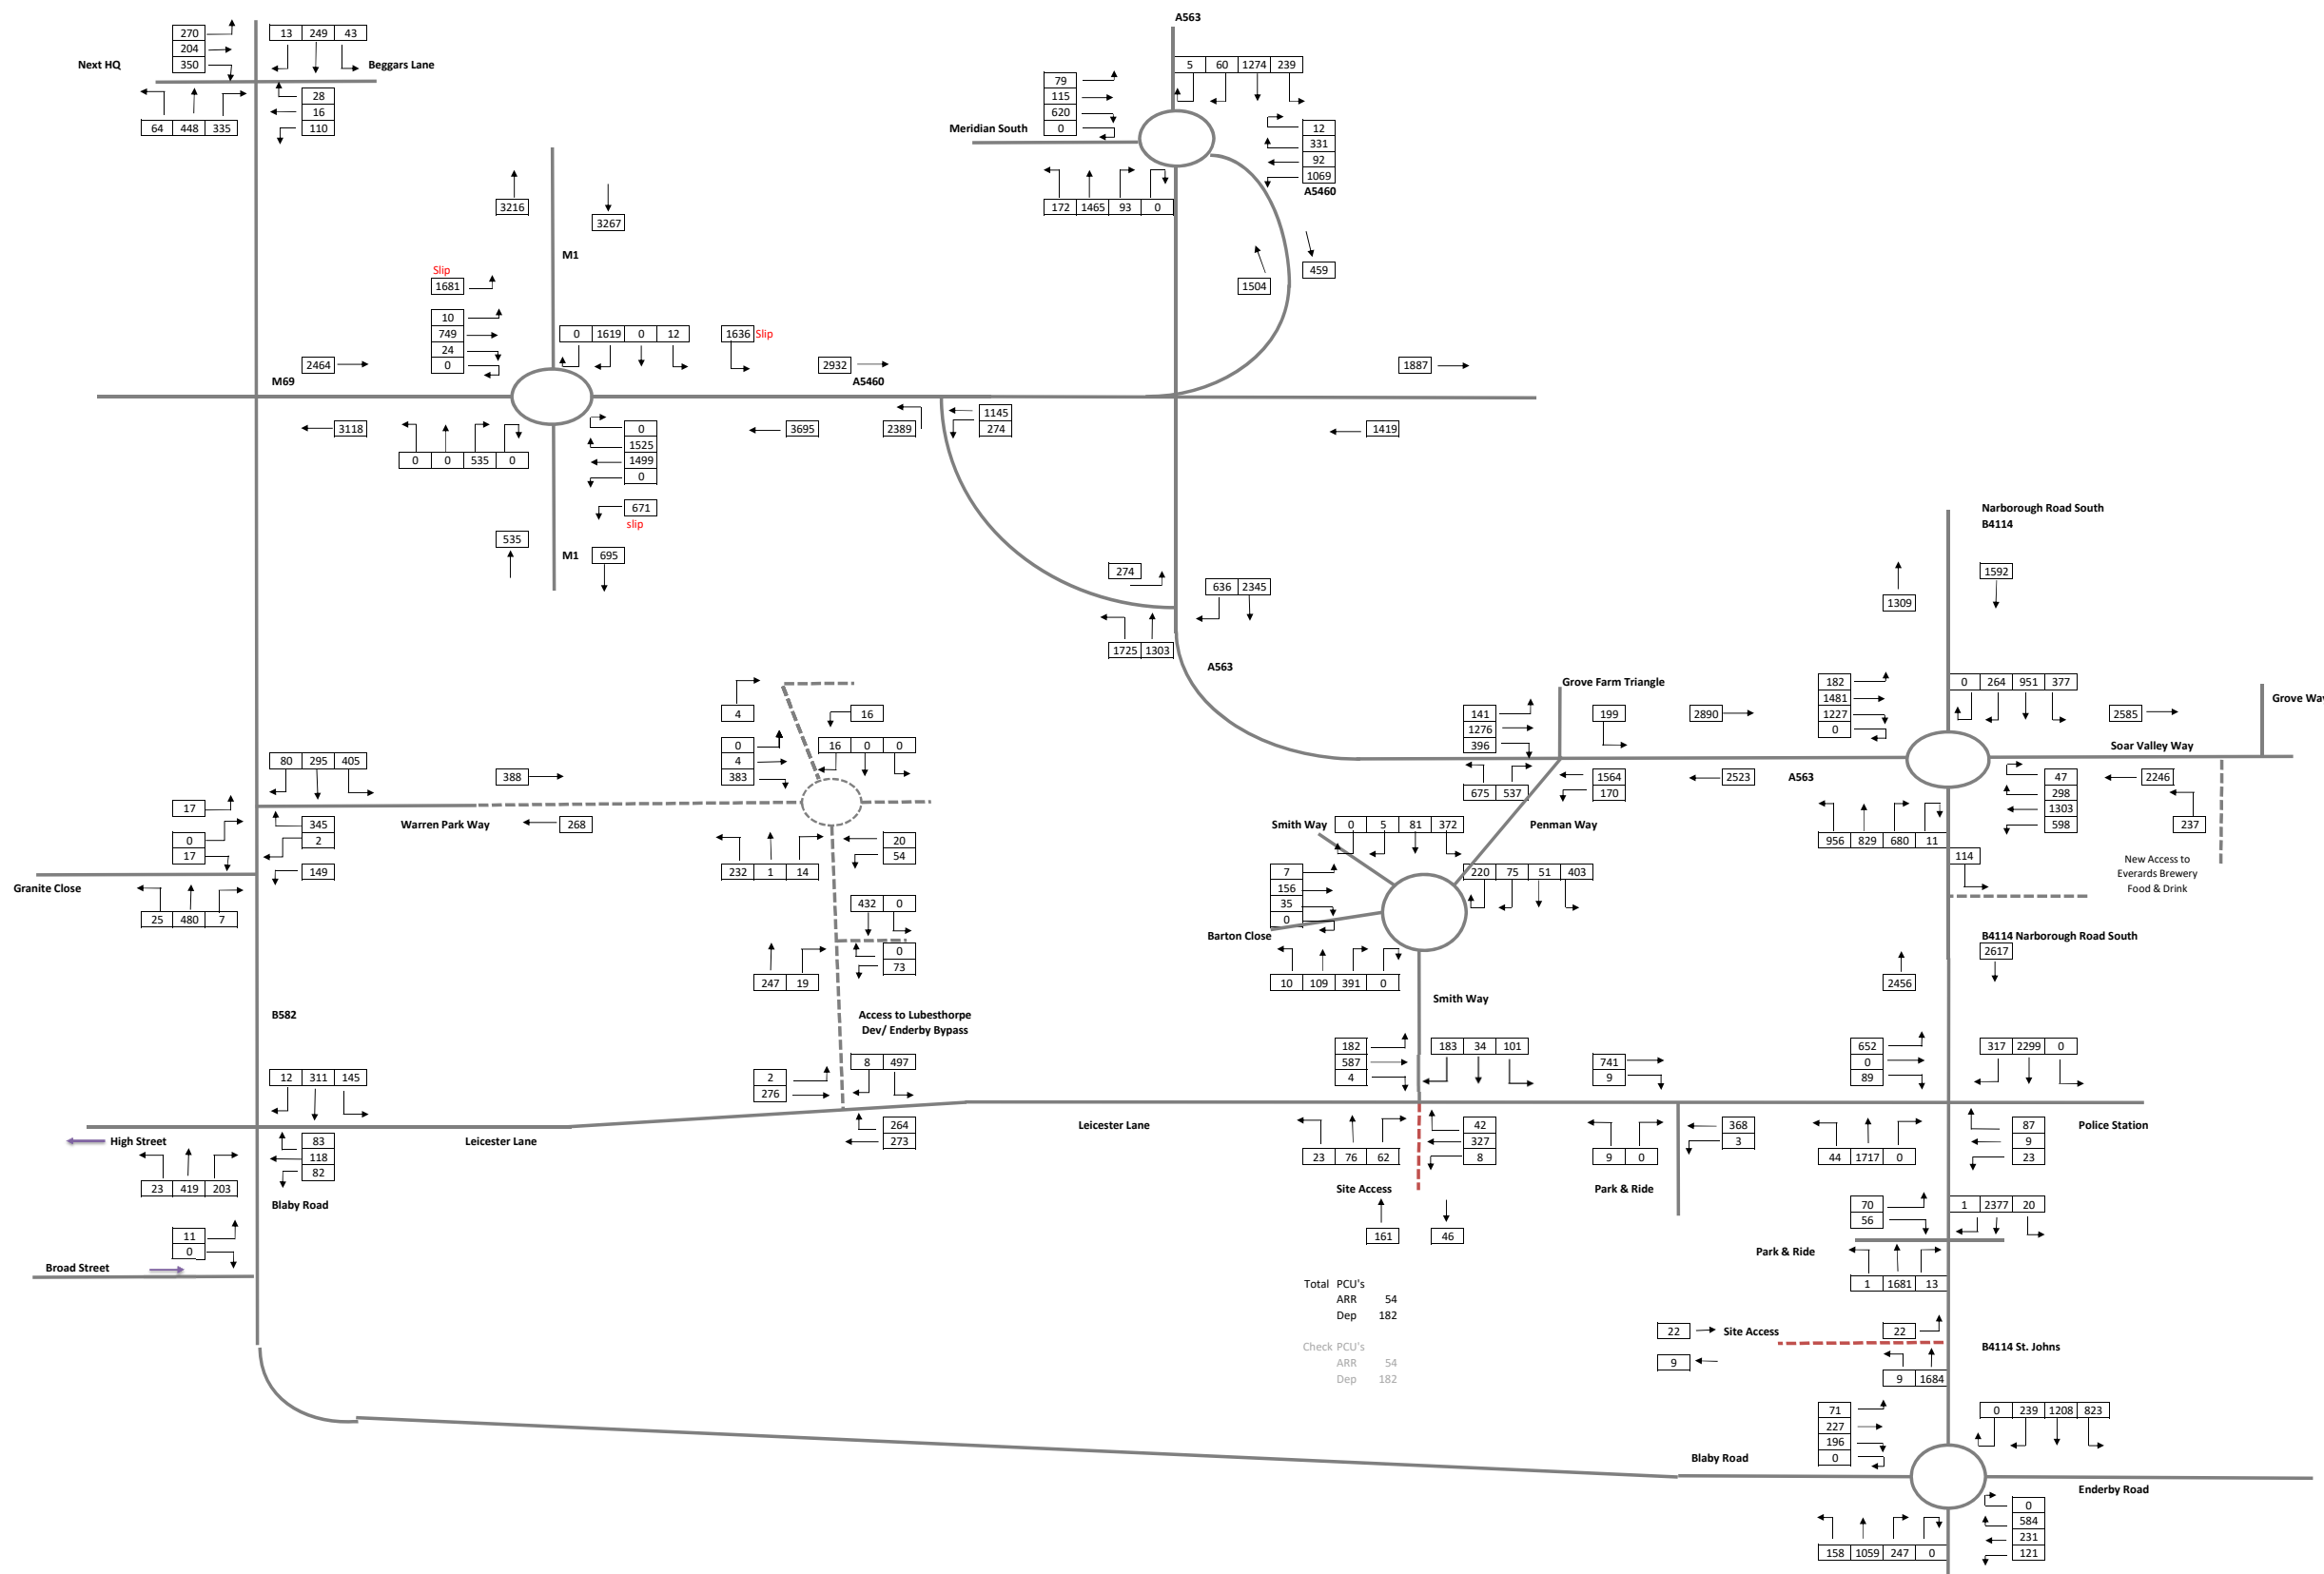 A563
270
204
350
13 249 43
Next HQ
Beggars Lane
28
16
110
64 448 335
5 60 1274 239
79
115
620
0
Meridian South
12
331
92
1069
A5460
172 1465 93 0
3216
3267
M1
459
1504
Slip
1681
10
749
24
0
0 1619 0 12
1636 Slip
2464
2932
1887
M69
A5460
3118
0 0 535 0
0
1525
1499
0
671
slip
3695
2389
1145
274
1419
535
M1
695
Narborough Road South
B4114
274
636 2345
1592
1309
1725 1303
A563
Grove Farm Triangle
4
16
0
4
383
16 0 0
141
1276
396
199
2890
182
1481
1227
0
0 264 951 377
2585
Grove Way
Soar Valley Way
80 295 405
388
17
0
17
345
2
149
Warren Park Way
268
675 537
1564
170
2523
A563
47
298
1303
598
2246
237
Smith Way
0 5 81 372
Penman Way
232 1 14
20
54
956 829 680 11
114
New Access to
Everards Brewery
Food & Drink
Granite Close
25 480 7
7
156
35
0
220 75 51 403
432 0
Barton Close
0
73
247 19
10 109 391 0
B4114 Narborough Road South
2617
2456
Smith Way
B582
Access to Lubesthorpe
Dev/ Enderby Bypass
12 311 145
2
276
8 497
182
587
4
183 34 101
741
9
652
0
89
317 2299 0
High Street
83
118
82
Leicester Lane
264
273
Leicester Lane
23 76 62
42
327
8
9 0
368
3
44 1717 0
87
9
23
Police Station
23 419 203
Blaby Road
Site Access
161
46
Park & Ride
70
56
1 2377 20
11
0
Broad Street
Park & Ride
1 1681 13
Total PCU's
ARR 54
Dep 182
22
Site Access
22
Check PCU's
ARR 54
Dep 182
9
B4114 St. Johns
9 1684
71
227
196
0
0 239 1208 823
Blaby Road
Enderby Road
0
584
231
121
158 1059 247 0